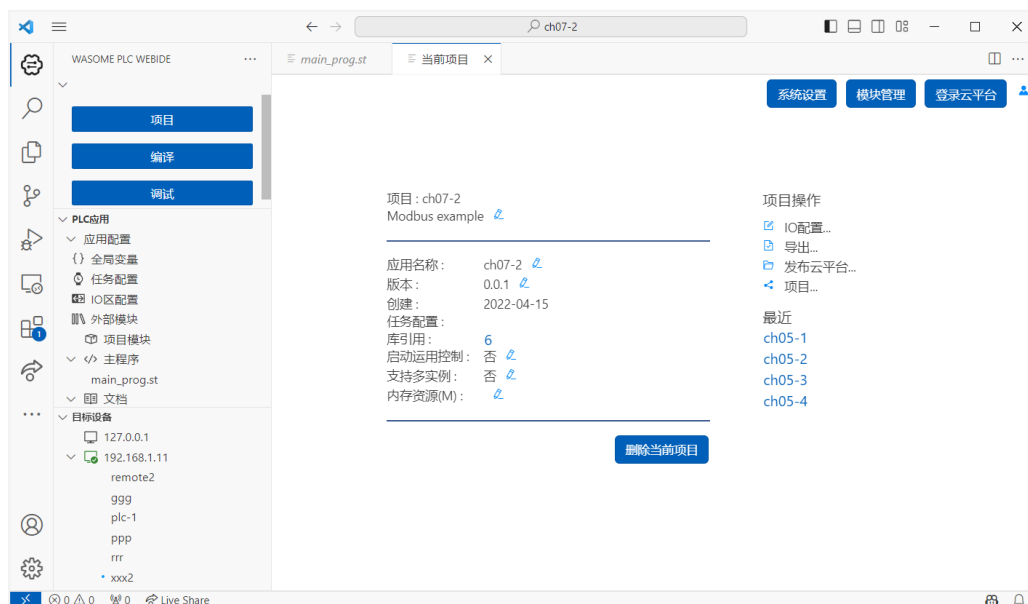 ch07-2
WASOME PLC WEBIDE
main_prog.st
当前项目
系统设置
模块管理
登录云平台
项目
编译
调试
PLC应用
应用配置
{} 全局变量
任务配置
IO区配置
外部模块
项目模块
</> 主程序
main_prog.st
文档
目标设备
127.0.0.1
192.168.1.11
remote2
ggg
plc-1
ppp
rrr
xxx2
项目 : ch07-2
Modbus example
应用名称 : ch07-2
版本 : 0.0.1
创建 : 2022-04-15
任务配置 :
库引用 : 6
启动运用控制 : 否
支持多实例 : 否
内存资源(M) :
删除当前项目
项目操作
IO配置...
导出...
发布云平台...
项目...
最近
ch05-1
ch05-2
ch05-3
ch05-4
1
0 0 0 Live Share